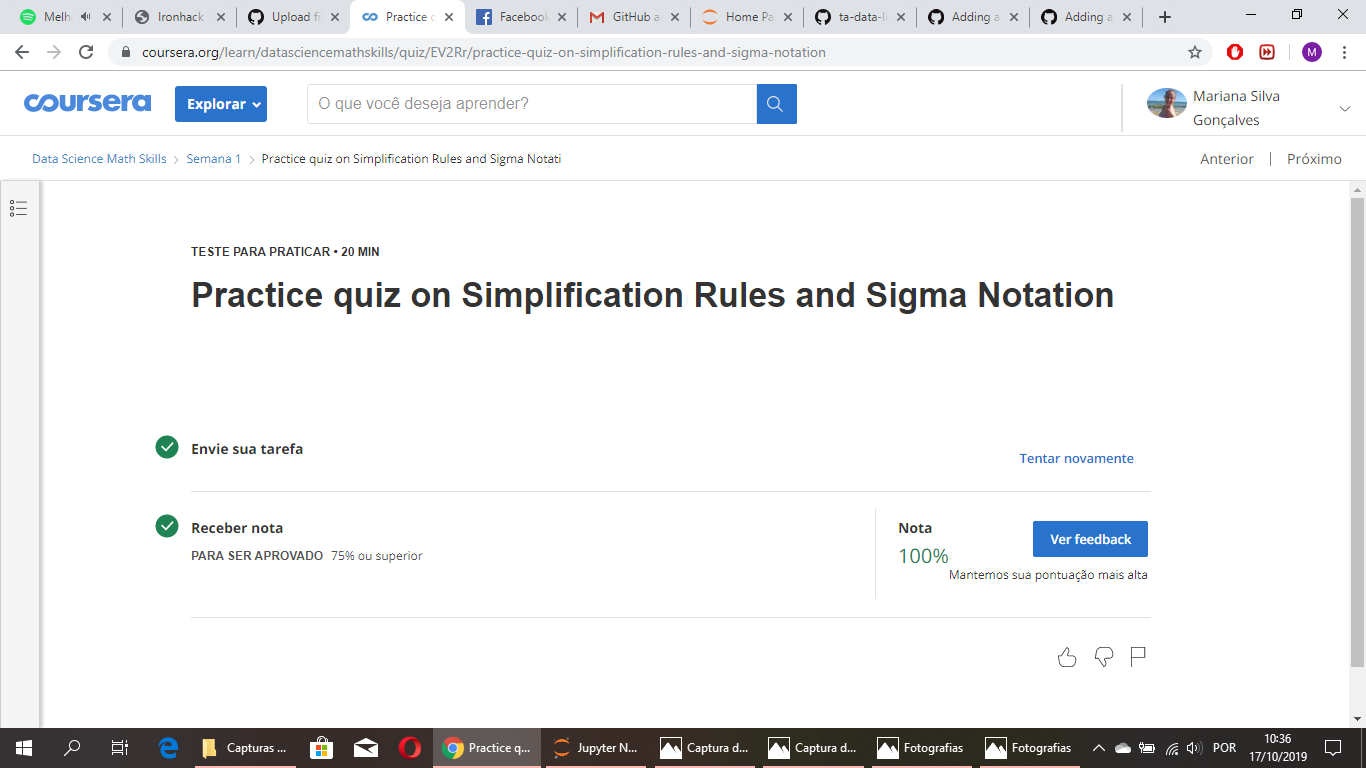 Melh
Ironhack
Upload fi
Practice q
Facebook
GitHub a
Home Pa
ta-data-li
Adding a
Adding a
coursera.org/learn/datasciencemathskills/quiz/EV2Rr/practice-quiz-on-simplification-rules-and-sigma-notation
M
coursera
Explorar
O que você deseja aprender?
Mariana Silva
Gonçalves
Data Science Math Skills
Semana 1
Practice quiz on Simplification Rules and Sigma Notati
Anterior
Próximo
TESTE PARA PRATICAR • 20 MIN
Practice quiz on Simplification Rules and Sigma Notation
Envie sua tarefa
Tentar novamente
Receber nota
PARA SER APROVADO 75% ou superior
Nota
100%
Ver feedback
Mantemos sua pontuação mais alta
Capturas ...
Practice q...
Jupyter N...
Captura d...
Captura d...
Fotografias
Fotografias
POR
10:36
17/10/2019